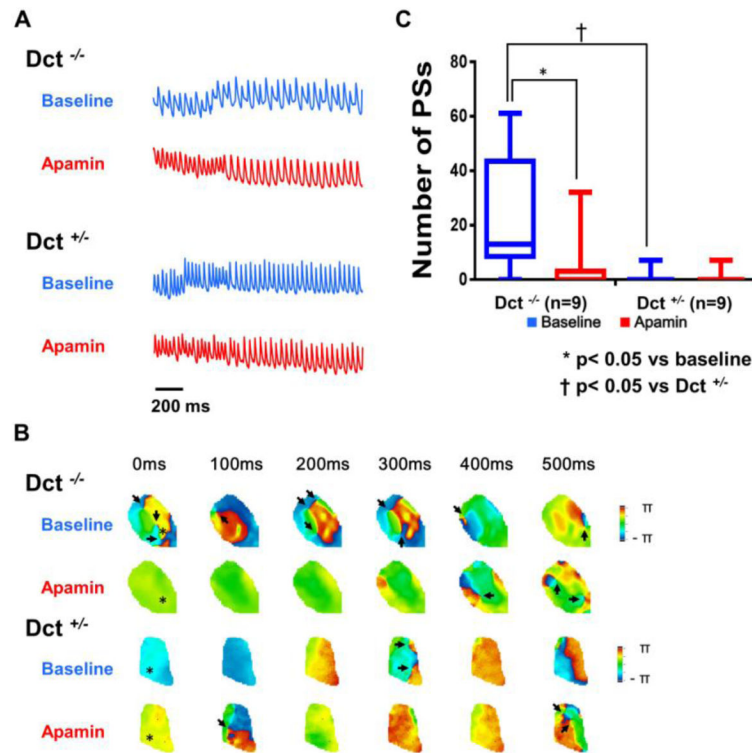 A
Dct -/-
Baseline
Apamin
Dct +/-
Baseline
Apamin
200 ms
C
†
*
Number of PSs
80
60
40
20
0
Dct -/- (n=9) Dct +/- (n=9)
Baseline Apamin
* p< 0.05 vs baseline
† p< 0.05 vs Dct +/-
B
0ms 100ms 200ms 300ms 400ms 500ms
Dct -/-
Baseline
*
π
- π
Apamin
*
Dct +/-
Baseline
*
π
- π
Apamin
*